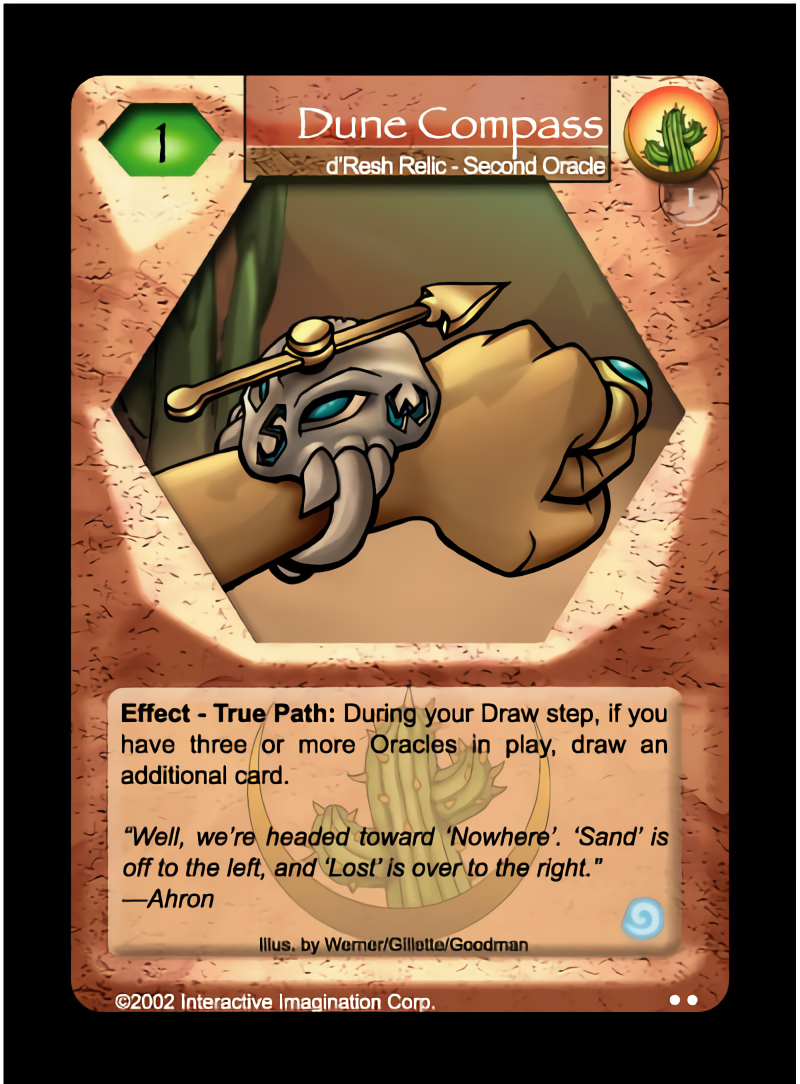 1
Dune Compass
d'Resh Relic - Second Oracle
I
S
W
Effect - True Path: During your Draw step, if you
have three or more Oracles in play, draw an
additional card.
“Well, we’re headed toward ‘Nowhere’. ‘Sand’ is
off to the left, and ‘Lost’ is over to the right.”
—Ahron
Illus. by Werner/Gillette/Goodman
©2002 Interactive Imagination Corp.